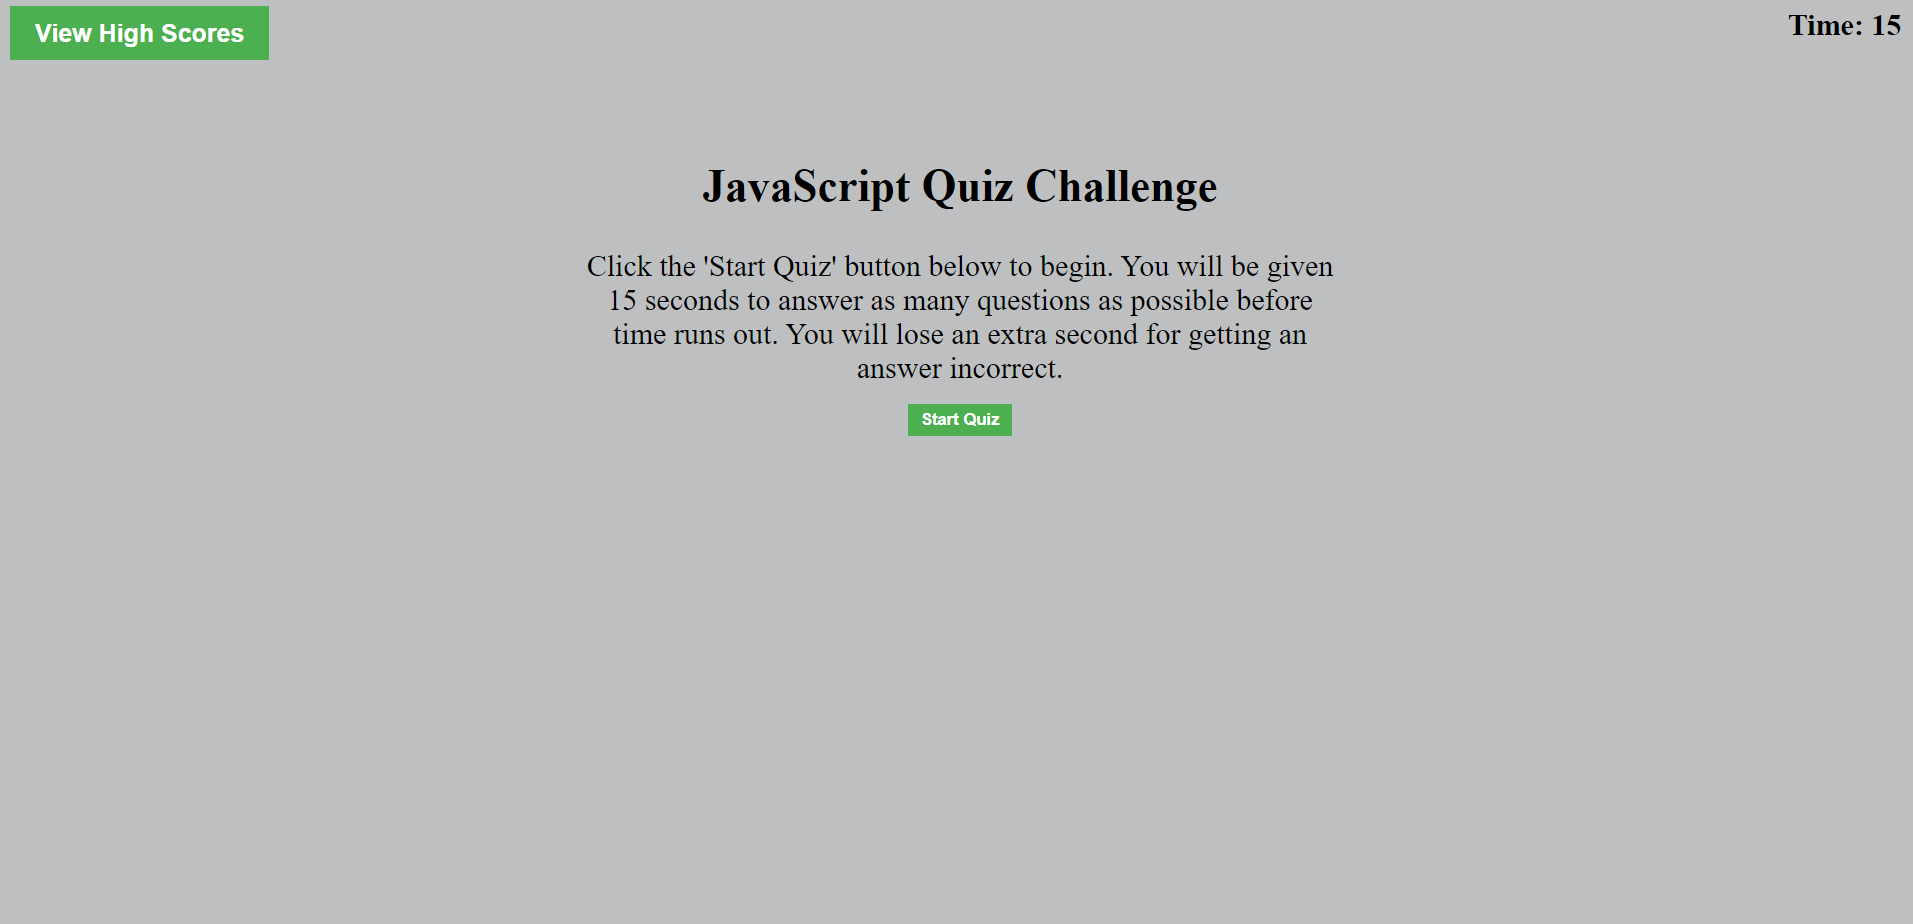 View High Scores
Time: 15
JavaScript Quiz Challenge
Click the 'Start Quiz' button below to begin. You will be given
15 seconds to answer as many questions as possible before
time runs out. You will lose an extra second for getting an
answer incorrect.
Start Quiz